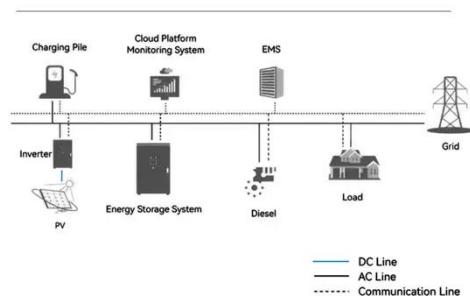 Charging Pile
Cloud Platform
Monitoring System
EMS
Grid
Inverter
PV
Energy Storage System
Diesel
Load
DC Line
AC Line
Communication Line